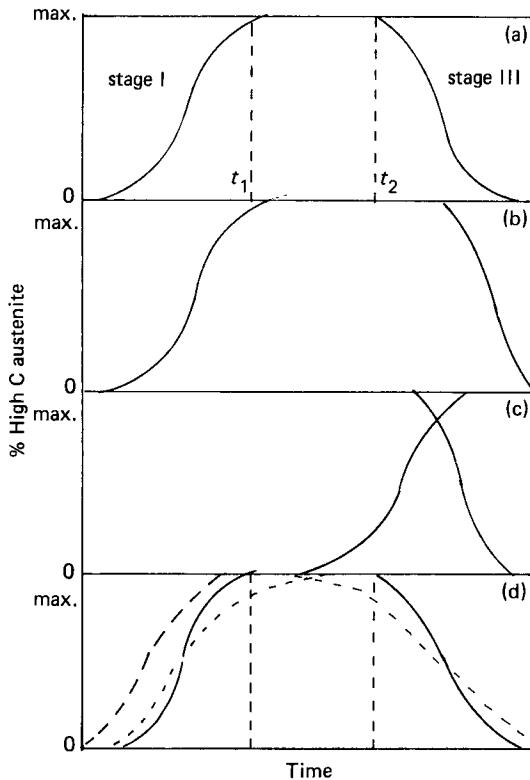 max.
(a)
stage I
stage III
t1
t2
0
max.
(b)
0
max.
(c)
0
max.
(d)
0
% High C austenite
Time